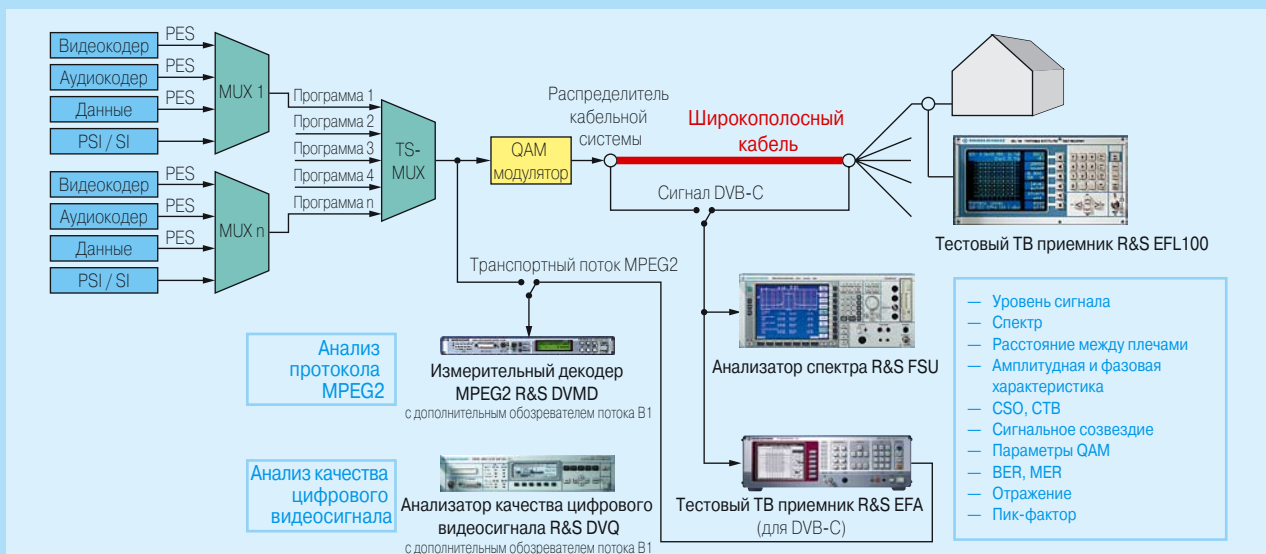 Видеокодер
PES
Аудиокодер
PES
Данные
PES
PSI / SI
MUX 1
Видеокодер
PES
Аудиокодер
PES
Данные
PES
PSI / SI
MUX n
Программа 1
Программа 2
Программа 3
Программа 4
Программа n
TS-
MUX
QAM
модулятор
Распределитель
кабельной
системы
Широкополосный
кабель
Сигнал DVB-C
Тестовый ТВ приемник R&S EFL100
Транспортный поток MPEG2
Анализ
протокола
MPEG2
Измерительный декодер
MPEG2 R&S DVMD
с дополнительным обозревателем потока B1
Анализатор спектра R&S FSU
Анализ качества
цифрового
видеосигнала
Анализатор качества цифрового
видеосигнала R&S DVQ
с дополнительным обозревателем потока B1
Тестовый ТВ приемник R&S EFA
(для DVB-C)
— Уровень сигнала
— Спектр
— Расстояние между плечами
— Амплитудная и фазовая
характеристика
— CSO, CTB
— Сигнальное созвездие
— Параметры QAM
— BER, MER
— Отражение
— Пик-фактор